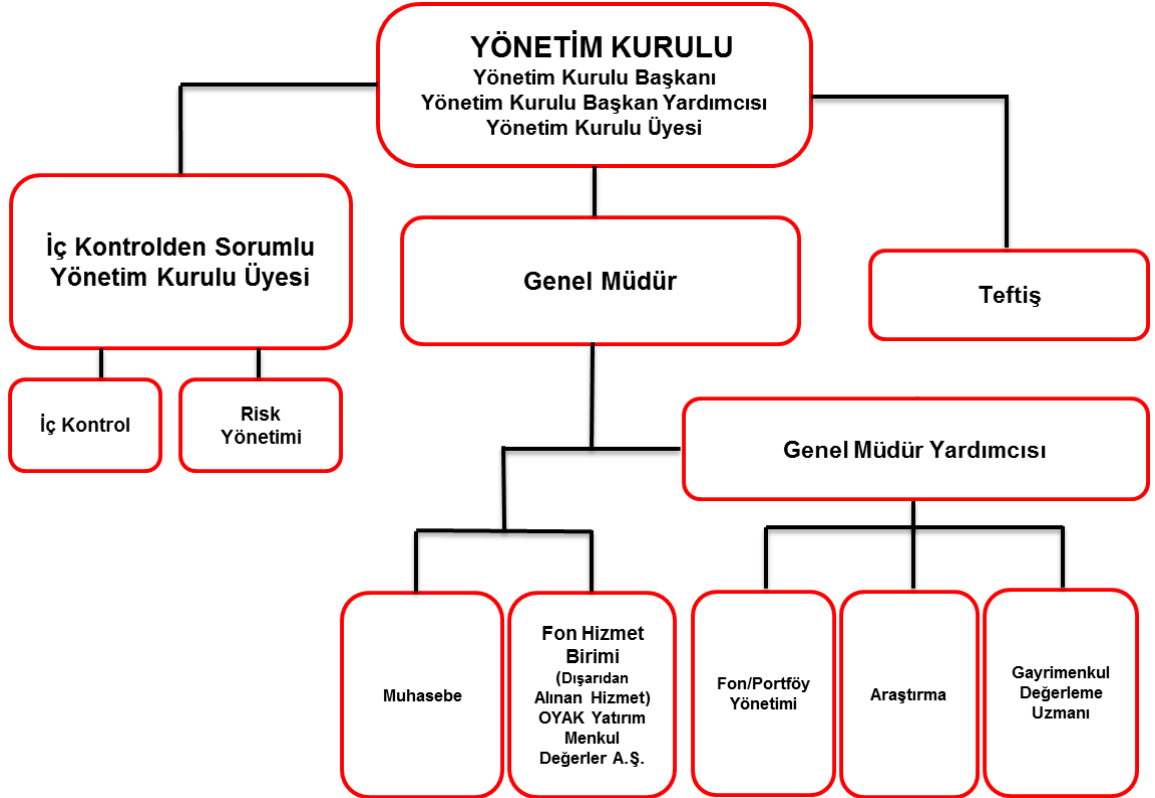 YÖNETİM KURULU
Yönetim Kurulu Başkanı
Yönetim Kurulu Başkan Yardımcısı
Yönetim Kurulu Üyesi
İç Kontrolden Sorumlu
Yönetim Kurulu Üyesi
Genel Müdür
Teftiş
İç Kontrol
Risk
Yönetimi
Genel Müdür Yardımcısı
Muhasebe
Fon Hizmet
Birimi
(Dışarıdan
Alınan Hizmet)
OYAK Yatırım
Menkul
Değerler A.Ş.
Fon/Portföy
Yönetimi
Araştırma
Gayrimenkul
Değerleme
Uzmanı